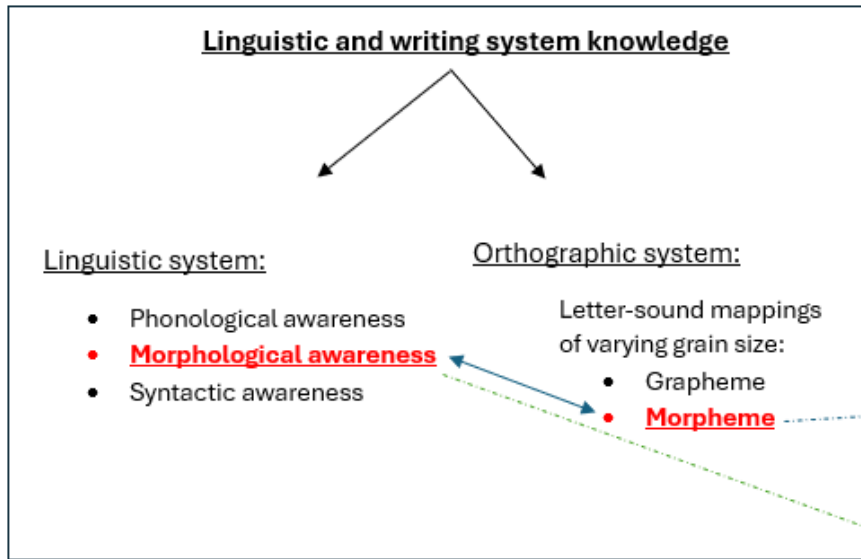 Linguistic and writing system knowledge
Linguistic system:
• Phonological awareness
• Morphological awareness
• Syntactic awareness
Orthographic system:
Letter-sound mappings
of varying grain size:
• Grapheme
• Morpheme